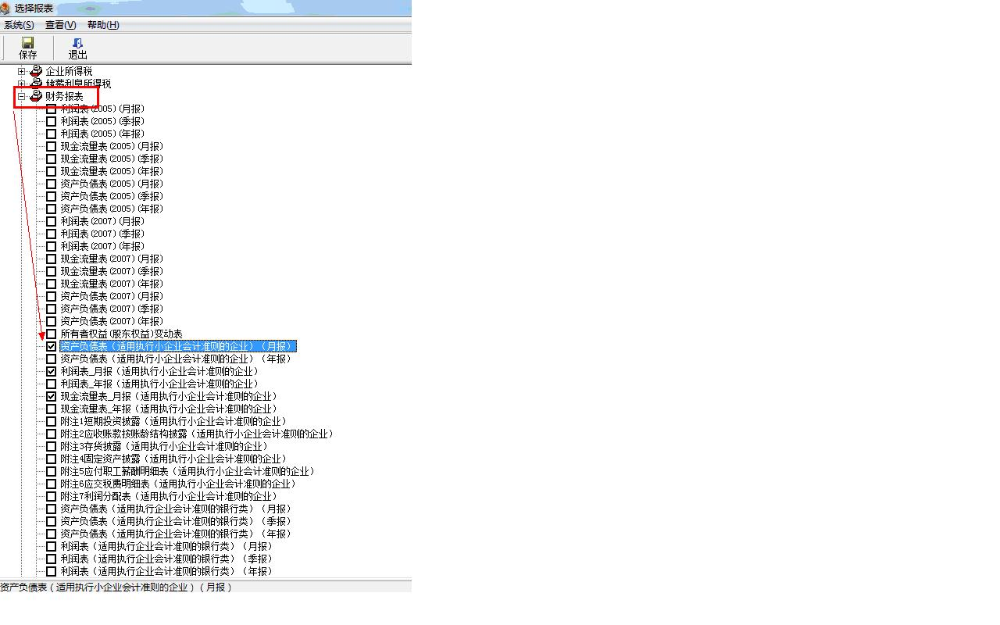 选择报表
系统(S) 查看(V) 帮助(H)
保存 退出
企业所得税
储蓄利息所得税
财务报表
利润表(2005)(月报)
利润表(2005)(季报)
利润表(2005)(年报)
现金流量表(2005)(月报)
现金流量表(2005)(季报)
现金流量表(2005)(年报)
资产负债表(2005)(月报)
资产负债表(2005)(季报)
资产负债表(2005)(年报)
利润表(2007)(月报)
利润表(2007)(季报)
利润表(2007)(年报)
现金流量表(2007)(月报)
现金流量表(2007)(季报)
现金流量表(2007)(年报)
资产负债表(2007)(月报)
资产负债表(2007)(季报)
资产负债表(2007)(年报)
所有者权益(股东权益)变动表
资产负债表（适用执行小企业会计准则的企业）（月报）
资产负债表（适用执行小企业会计准则的企业）（年报）
利润表_月报（适用执行小企业会计准则的企业）
利润表_年报（适用执行小企业会计准则的企业）
现金流量表_月报（适用执行小企业会计准则的企业）
现金流量表_年报（适用执行小企业会计准则的企业）
附注1短期投资披露（适用执行小企业会计准则的企业）
附注2应收账款按账龄结构披露（适用执行小企业会计准则的企业）
附注3存货披露（适用执行小企业会计准则的企业）
附注4固定资产披露（适用执行小企业会计准则的企业）
附注5应付职工薪酬明细表（适用执行小企业会计准则的企业）
附注6应交税费明细表（适用执行小企业会计准则的企业）
附注7利润分配表（适用执行小企业会计准则的企业）
资产负债表（适用执行企业会计准则的银行类）（月报）
资产负债表（适用执行企业会计准则的银行类）（季报）
资产负债表（适用执行企业会计准则的银行类）（年报）
利润表（适用执行企业会计准则的银行类）（月报）
利润表（适用执行企业会计准则的银行类）（季报）
利润表（适用执行企业会计准则的银行类）（年报）
资产负债表（适用执行小企业会计准则的企业）（月报）